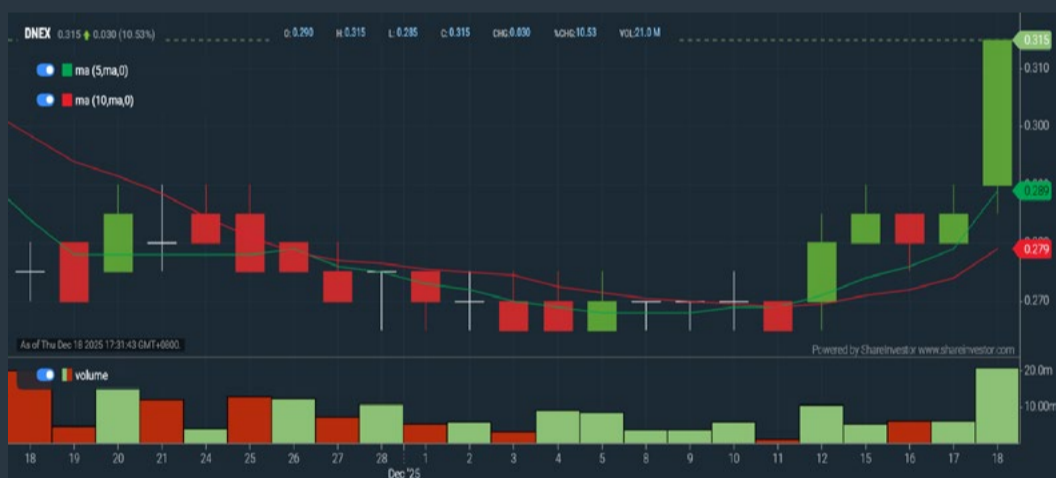 DNEX 0.315 0.030 (10.53%) O:0.290 H:0.315 L:0.285 C:0.315 CHG:0.030 %CHG:10.53 VOL:21.0 M
0.315
ma (5,ma,0)
0.310
ma (10,ma,0)
0.300
0.289
0.279
0.270
As of Thu Dec 18 2025 17:31:43 GMT+0800.
Powered by ShareInvestor www.shareinvestor.com
volume
20.0m
10.00m
18 19 20 21 24 25 26 27 28 1 2 3 4 5 8 9 10 11 12 15 16 17 18
Dec '25